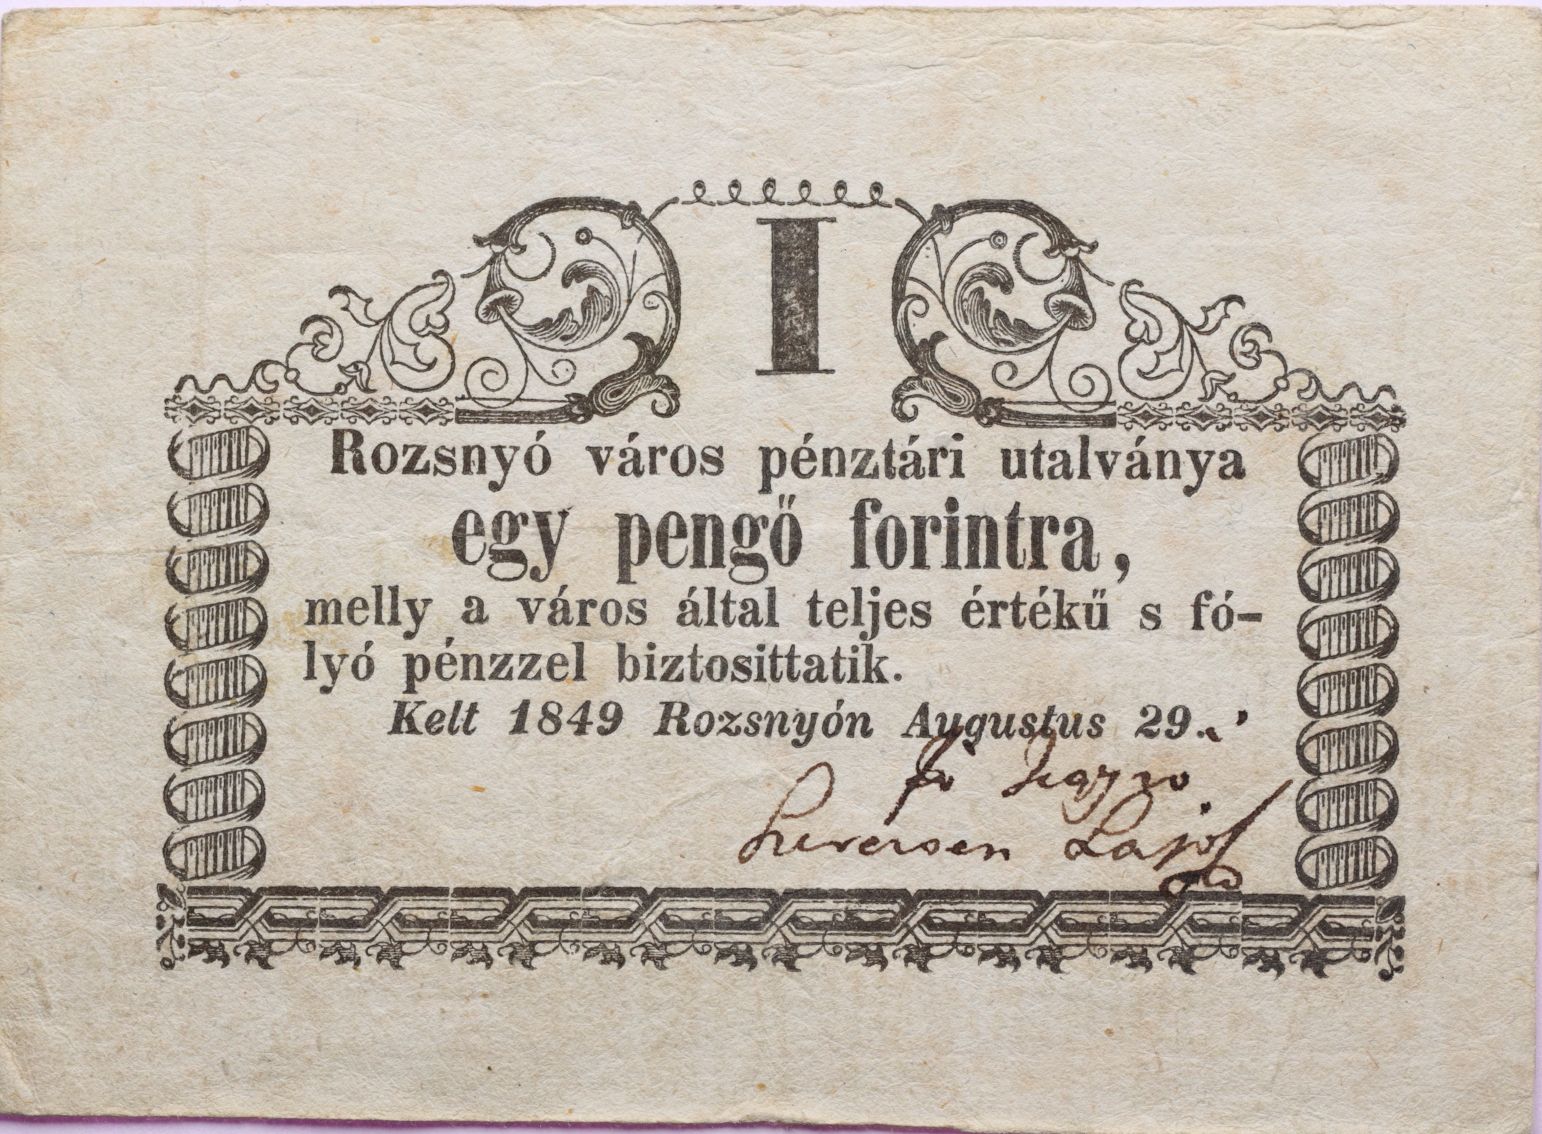 I
Rozsnyó város pénztári utalványa
egy pengő forintra,
melly a város által teljes értékű s fó-
lyó pénzzel biztosittatik.
Kelt 1849 Rozsnyón Augustus 29.
Lajos